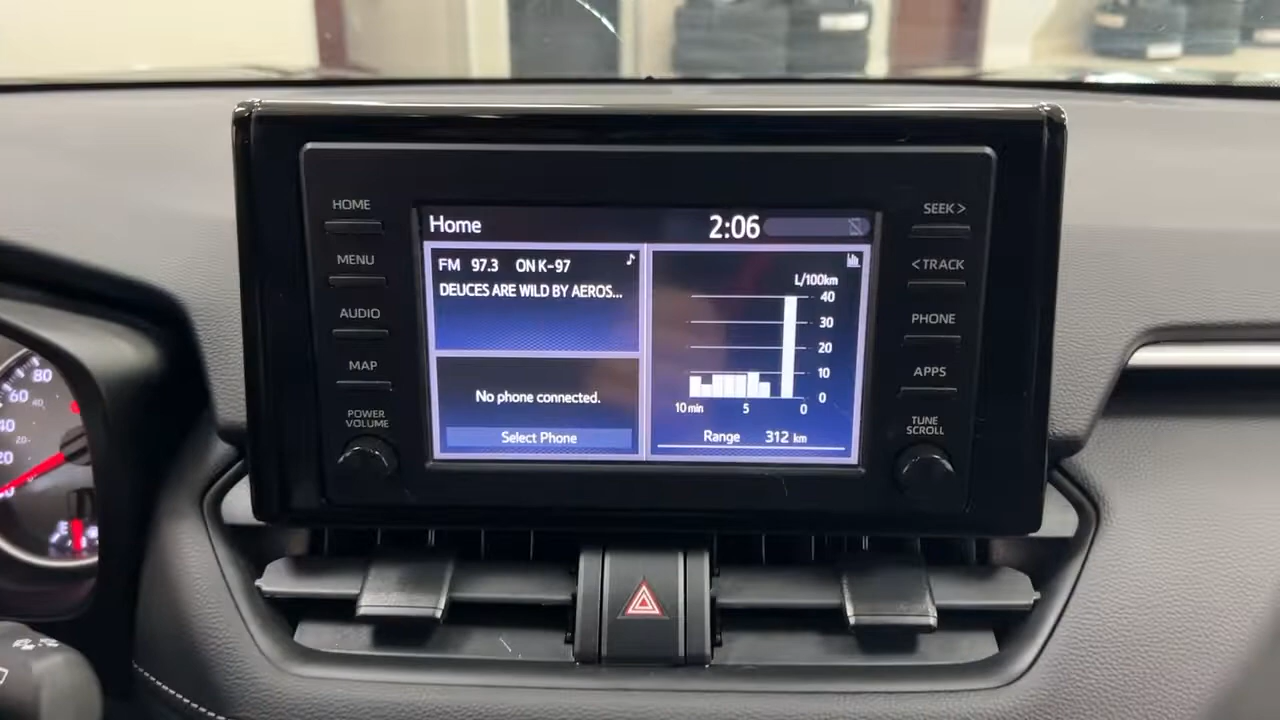 HOME
MENU
AUDIO
MAP
POWER
VOLUME
Home 2:06
FM 97.3 ON K-97
DEUCES ARE WILD BY AEROS...
No phone connected.
Select Phone
L/100km
40
30
20
10
0
10 min 5 0
Range 312 km
SEEK >
< TRACK
PHONE
APPS
TUNE
SCROLL
80
60
40
40
20
20
E